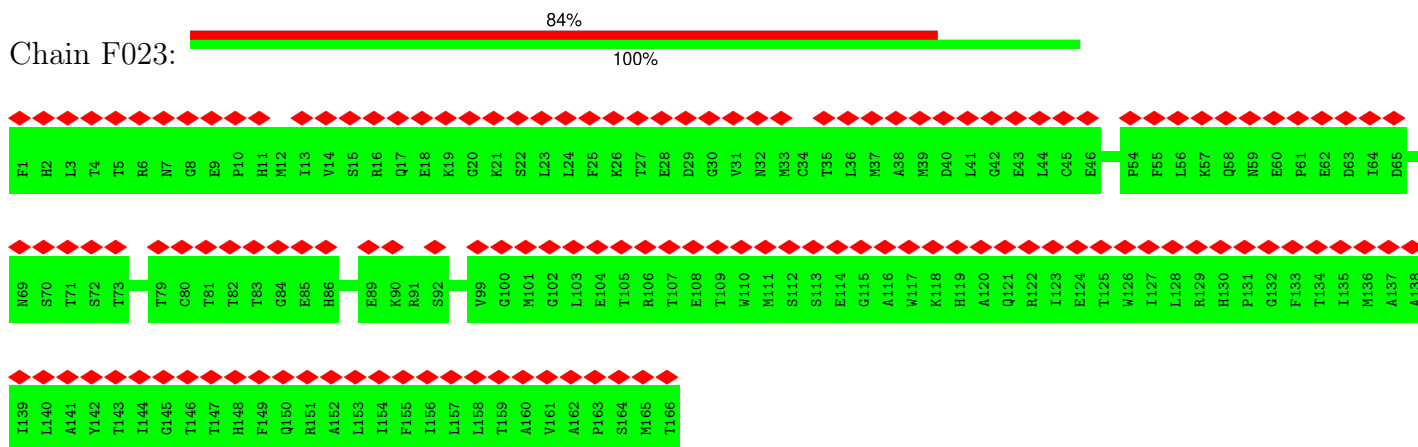 84%
Chain F023:
100%
F1 H2 L3 T4 T5 R6 N7 G8 E9 P10 H11 M12 I13 V14 S15 R16 Q17 E18 K19 G20 K21 S22 L23 L24 F25 K26 T27 E28 D29 G30 V31 N32 M33 C34 T35 L36 M37 A38 M39 D40 L41 G42 E43 L44 C45 E46 P54 F55 L56 K57 Q58 N59 E60 P61 E62 D63 I64 D65
N69 S70 T71 S72 T73 T79 C80 T81 T82 T83 G84 E85 H86 E89 K90 R91 S92 V99 G100 M101 G102 L103 E104 T105 R106 T107 E108 T109 W110 M111 S112 S113 E114 G115 A116 W117 K118 H119 A120 Q121 R122 I123 E124 T125 W126 I127 L128 R129 H130 P131 G132 F133 T134 I135 M136 A137 A138
I139 L140 A141 Y142 T143 I144 G145 T146 T147 H148 F149 Q150 R151 A152 L153 I154 F155 I156 L157 L158 T159 A160 V161 A162 P163 S164 M165 T166